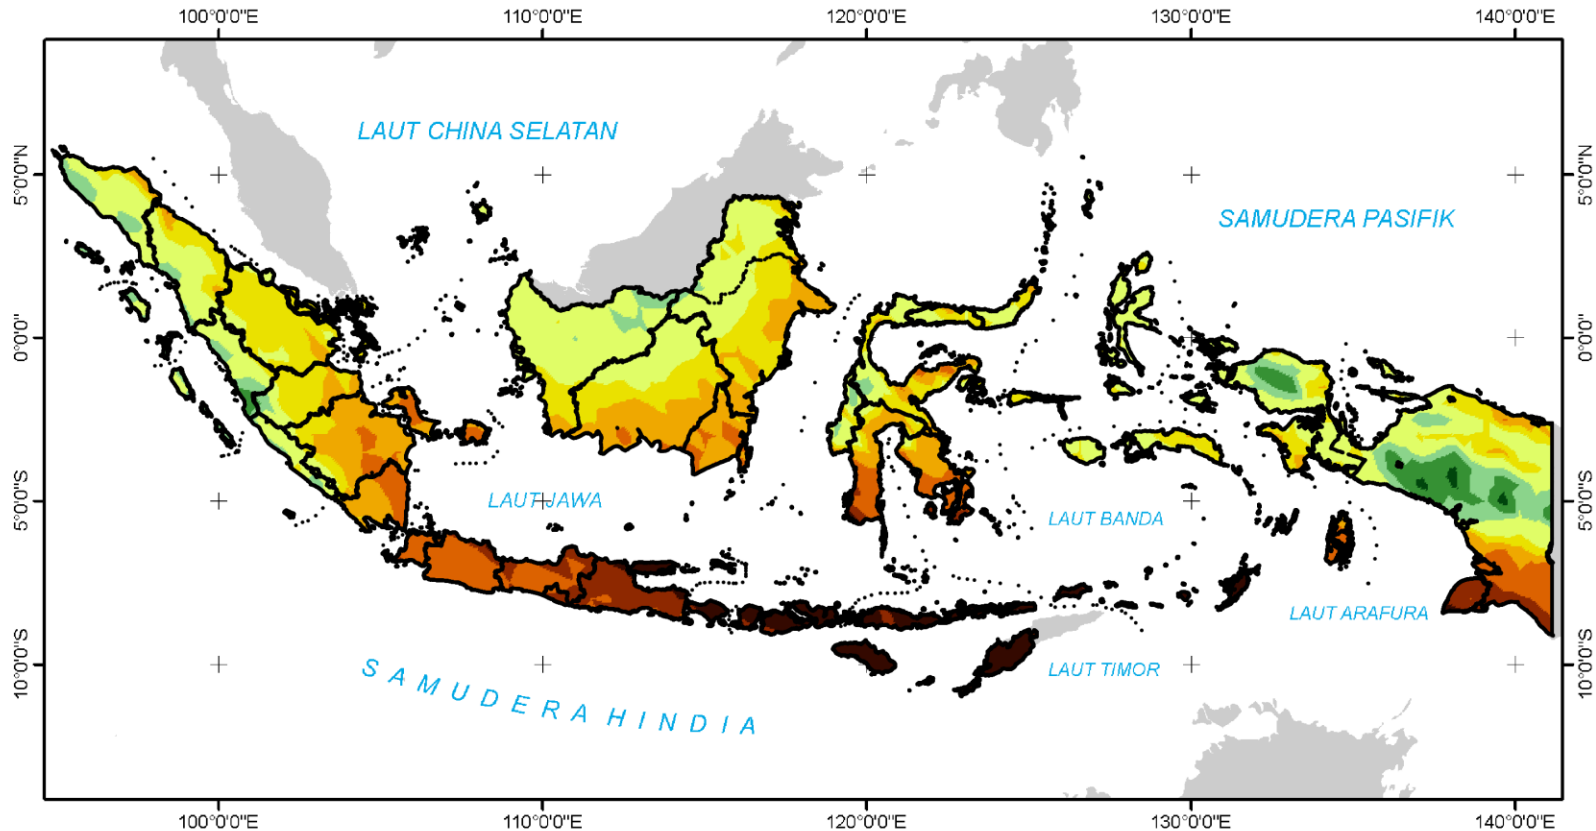 100°0'0"E 110°0'0"E 120°0'0"E 130°0'0"E 140°0'0"E
LAUT CHINA SELATAN
5°0'0"N 5°0'0"N
SAMUDERA PASIFIK
0°0'0" 0°0'0"
LAUT JAWA
5°0'0"S 5°0'0"S
LAUT BANDA
LAUT ARAFURA
10°0'0"S 10°0'0"S
LAUT TIMOR
SAMUDERA HINDIA
100°0'0"E 110°0'0"E 120°0'0"E 130°0'0"E 140°0'0"E